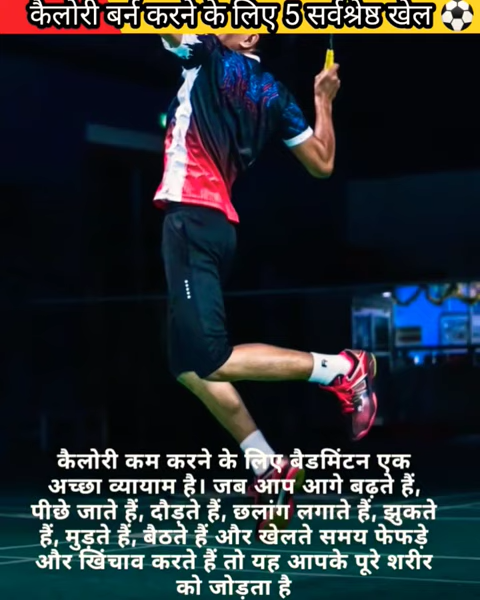 कैलोरी बर्न करने के लिए 5 सर्वश्रेष्ठ खेल ⚽
कैलोरी कम करने के लिए बैडमिंटन एक
अच्छा व्यायाम है। जब आप आगे बढ़ते हैं,
पीछे जाते हैं, दौड़ते हैं, छलांग लगाते हैं, झुकते
हैं, मुड़ते हैं, बैठते हैं और खेलते समय फेफड़े
और खिंचाव करते हैं तो यह आपके पूरे शरीर
को जोड़ता है